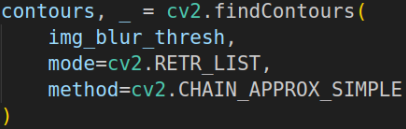 contours, _ = cv2.findContours(
    img_blur_thresh,
    mode=cv2.RETR_LIST,
    method=cv2.CHAIN_APPROX_SIMPLE
)